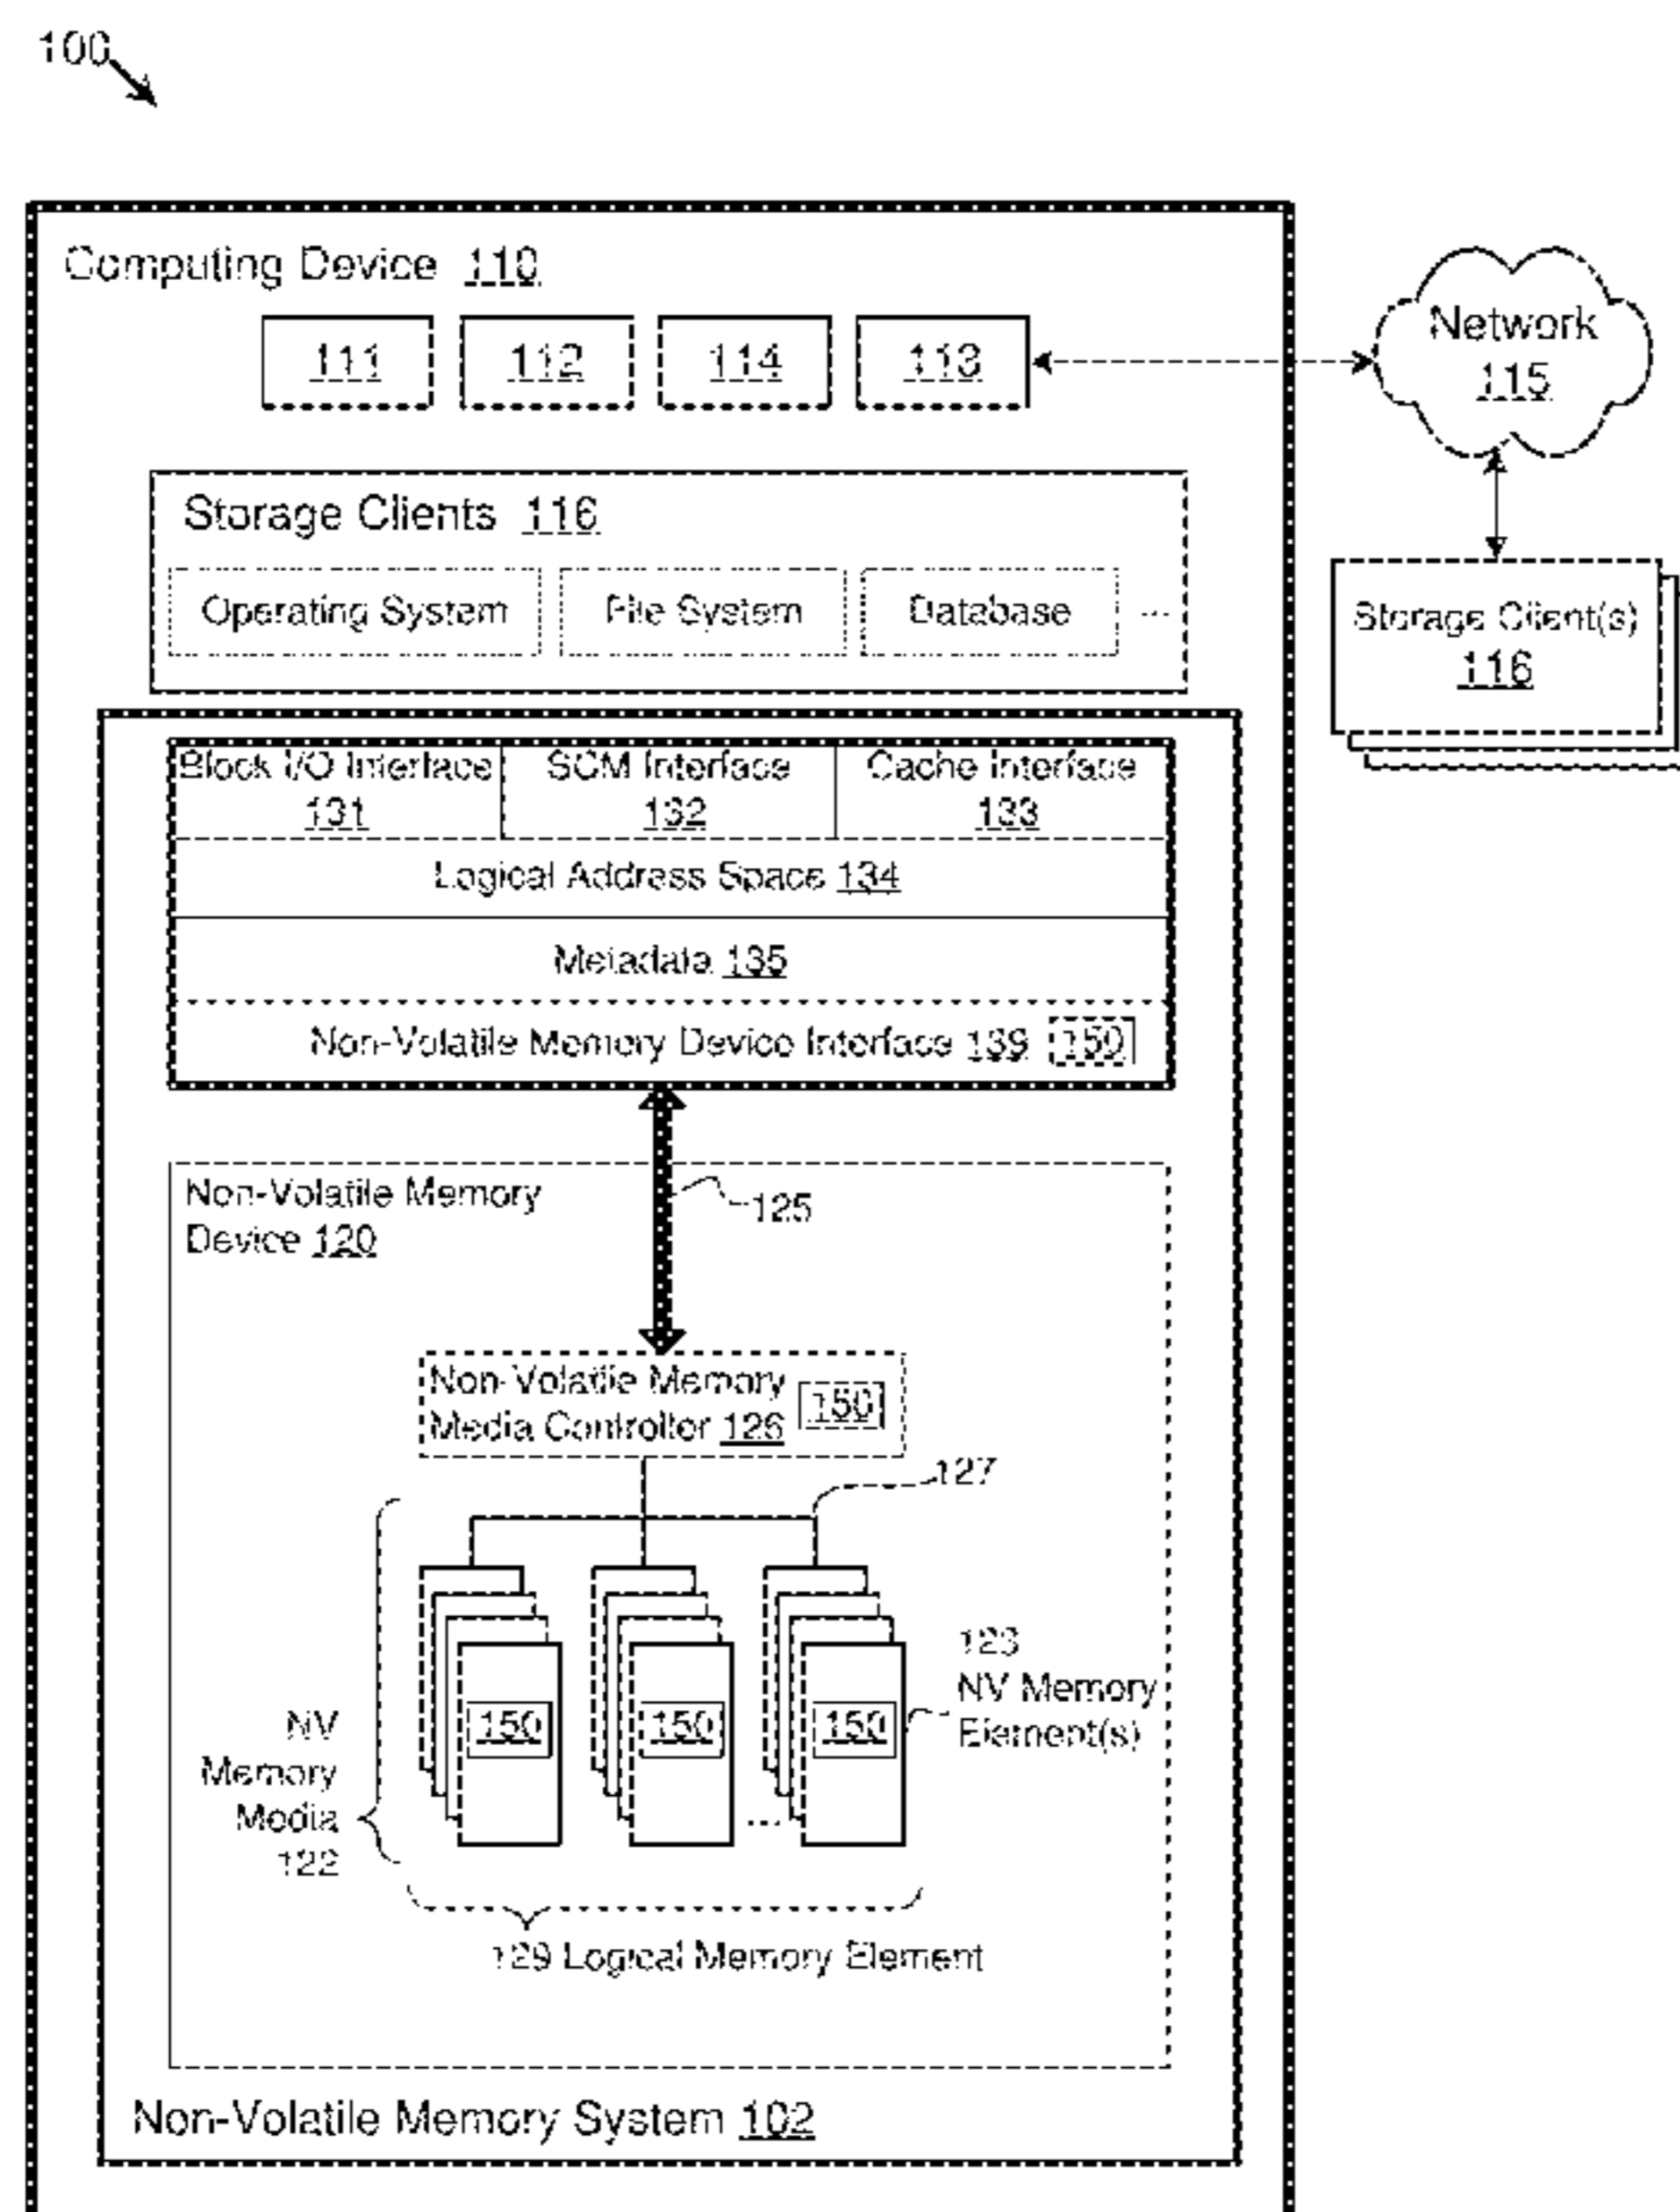 100
Computing Device 110
111 112 114 113
Network
115
Storage Clients 116
Operating System File System Database ...
Storage Client(s)
116
Block I/O Interface SCM Interface Cache Interface
131 132 133
Logical Address Space 134
Metadata 135
Non-Volatile Memory Device Interface 139 150
Non-Volatile Memory
Device 120
125
Non-Volatile Memory
Media Controller 126
150
127
123
NV Memory
Element(s)
150 150 150
...
NV
Memory
Media
122
129 Logical Memory Element
Non-Volatile Memory System 102